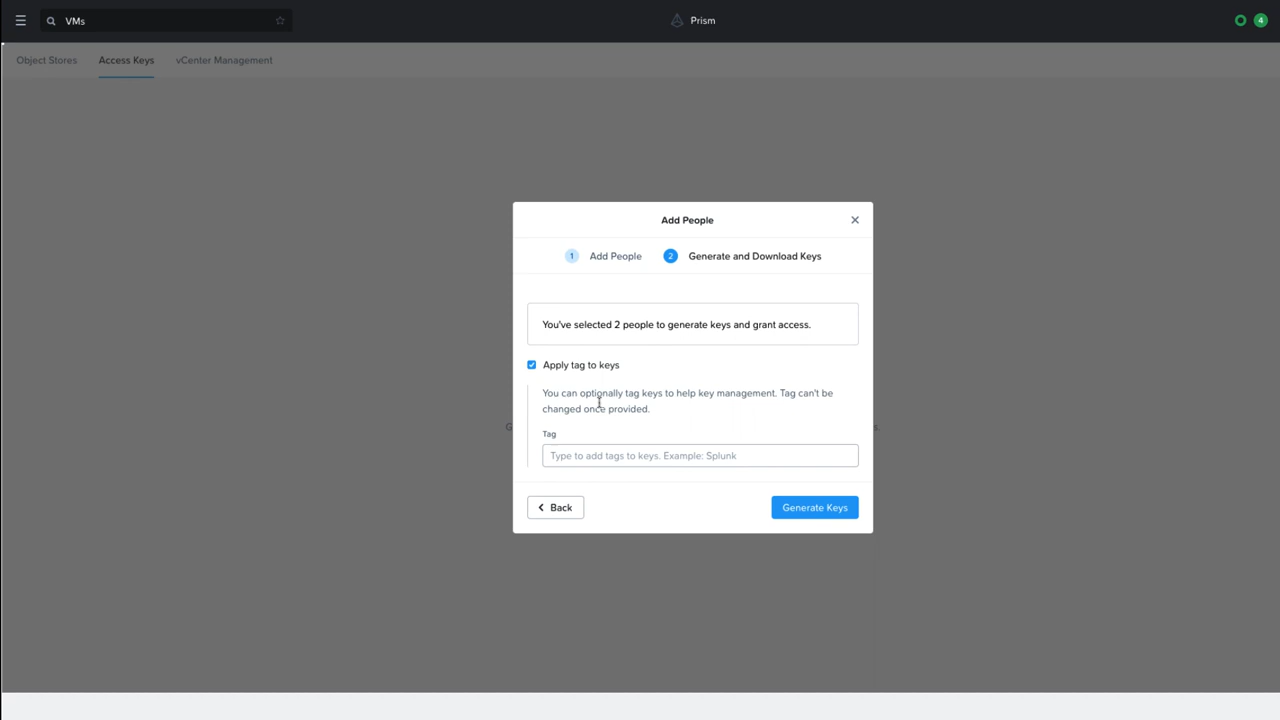 VMs
Prism
4
Object Stores
Access Keys
vCenter Management
Add People
1 Add People
2 Generate and Download Keys
You've selected 2 people to generate keys and grant access.
Apply tag to keys
You can optionally tag keys to help key management. Tag can't be
changed once provided.
Tag
Type to add tags to keys. Example: Splunk
Back
Generate Keys